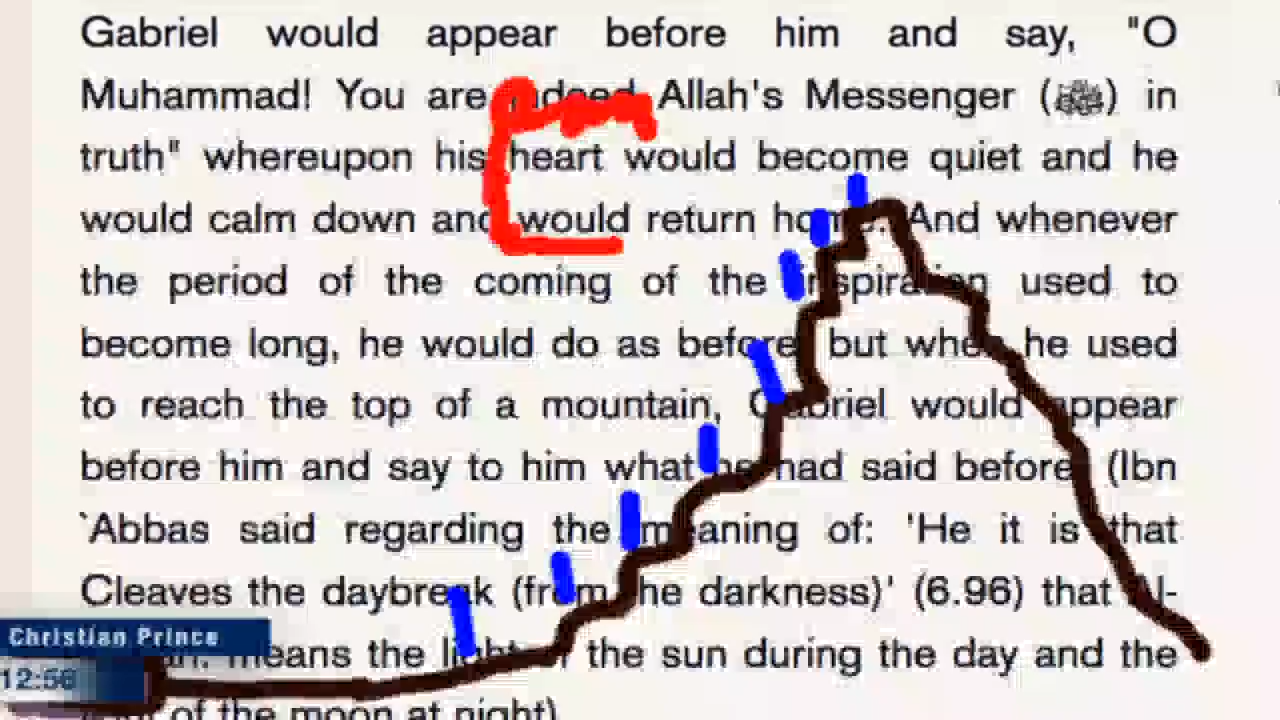 Gabriel would appear before him and say, "O
Muhammad! You are indeed Allah's Messenger (ﷺ) in
truth" whereupon his heart would become quiet and he
would calm down and would return home. And whenever
the period of the coming of the inspiration used to
become long, he would do as before, but when he used
to reach the top of a mountain, Gabriel would appear
before him and say to him what he had said before. (Ibn
`Abbas said regarding the meaning of: 'He it is that
Cleaves the daybreak (from the darkness)' (6.96) that Al-
means the light of the sun during the day and the
of the moon at night)
Christian Prince
12:56